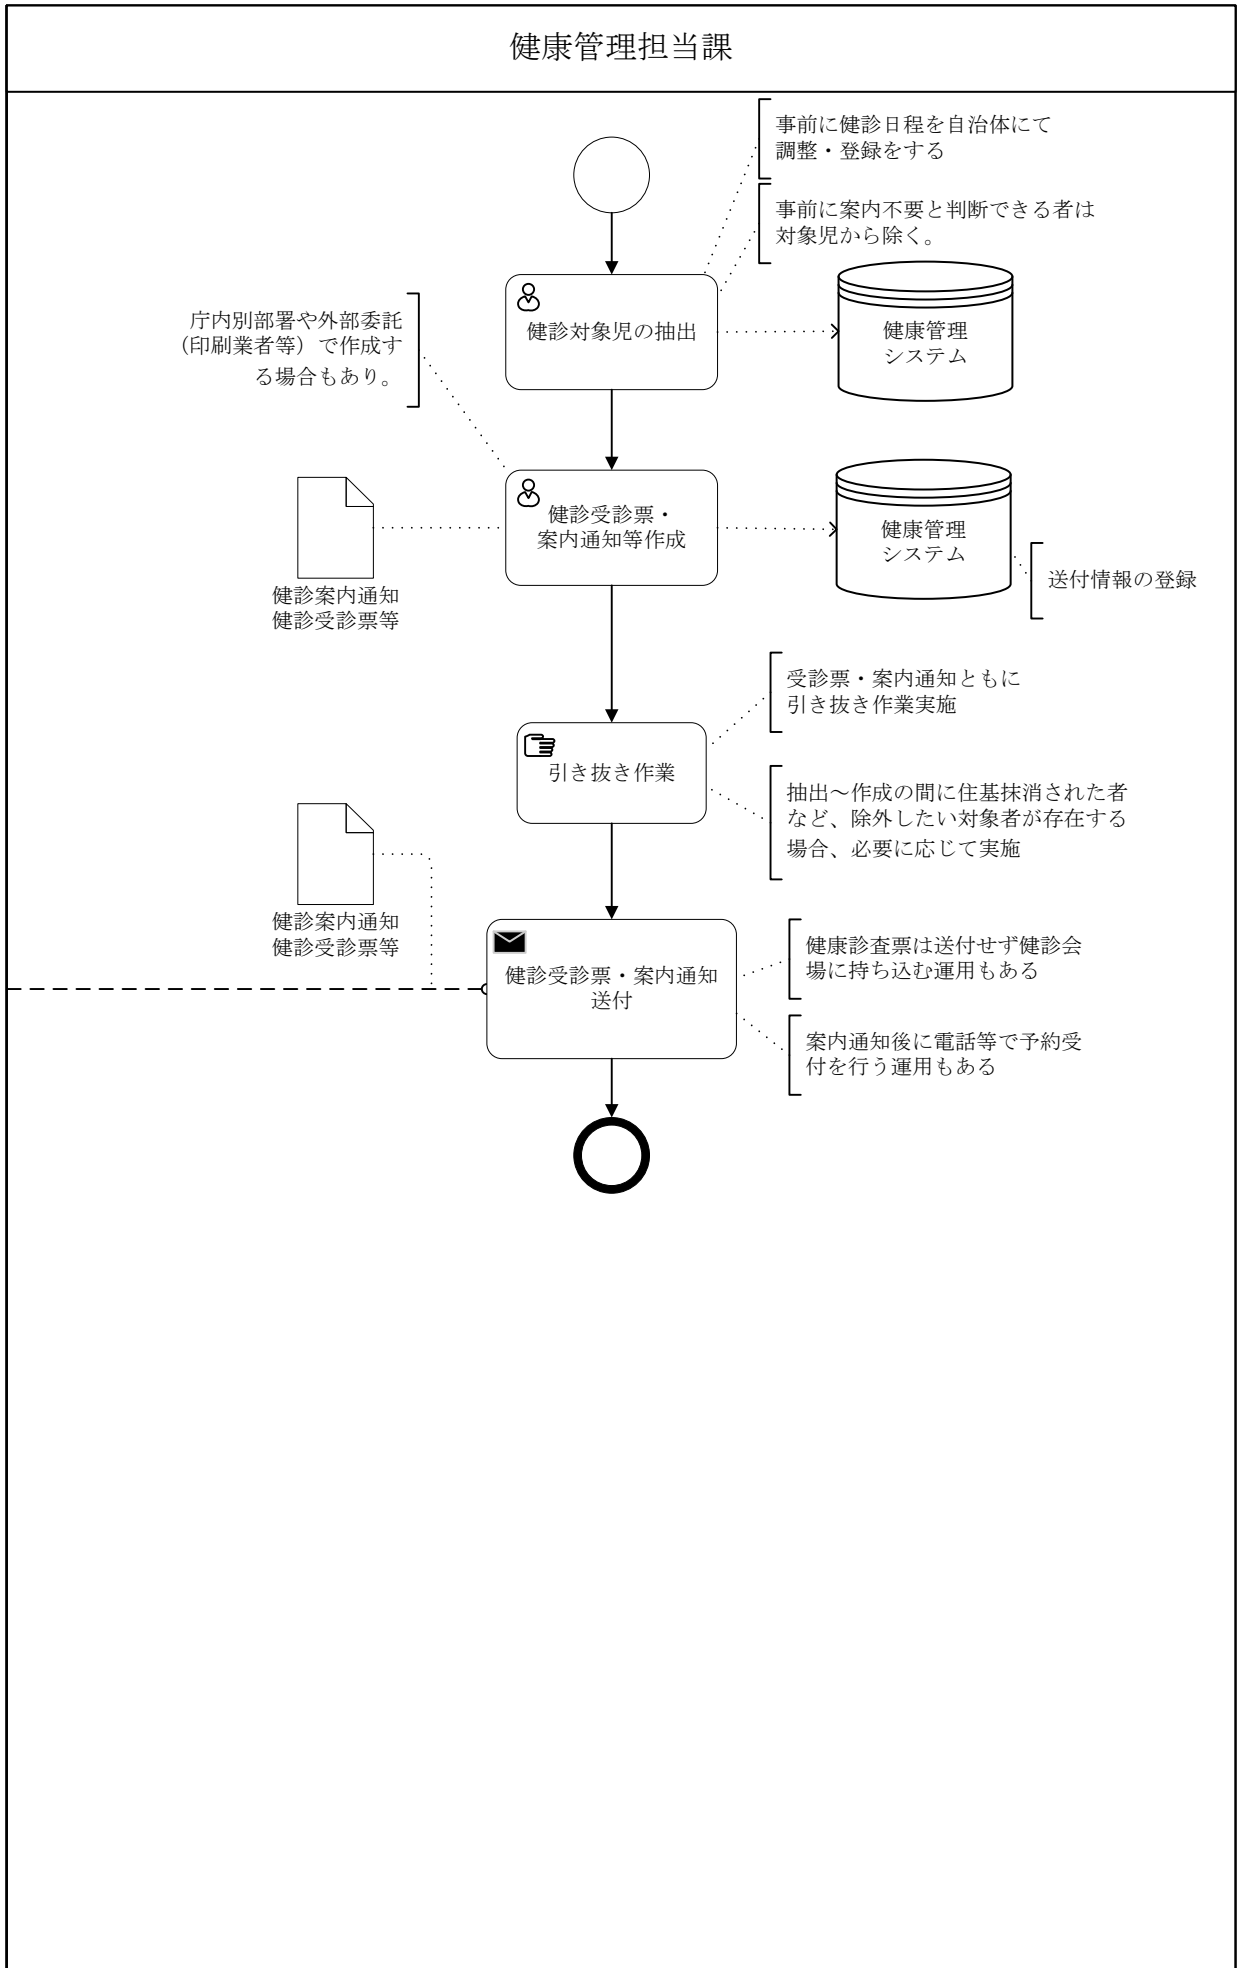 健康管理担当課
事前に健診日程を自治体にて
調整・登録をする
事前に案内不要と判断できる者は
対象児から除く。
健診対象児の抽出
健康管理
システム
庁内別部署や外部委託
（印刷業者等）で作成す
る場合もあり。
健診受診票・
案内通知等作成
健康管理
システム
送付情報の登録
健診案内通知
健診受診票等
受診票・案内通知ともに
引き抜き作業実施
引き抜き作業
抽出～作成の間に住基抹消された者
など、除外したい対象者が存在する
場合、必要に応じて実施
健診案内通知
健診受診票等
健診受診票・案内通知
送付
健康診査票は送付せず健診会
場に持ち込む運用もある
案内通知後に電話等で予約受
付を行う運用もある